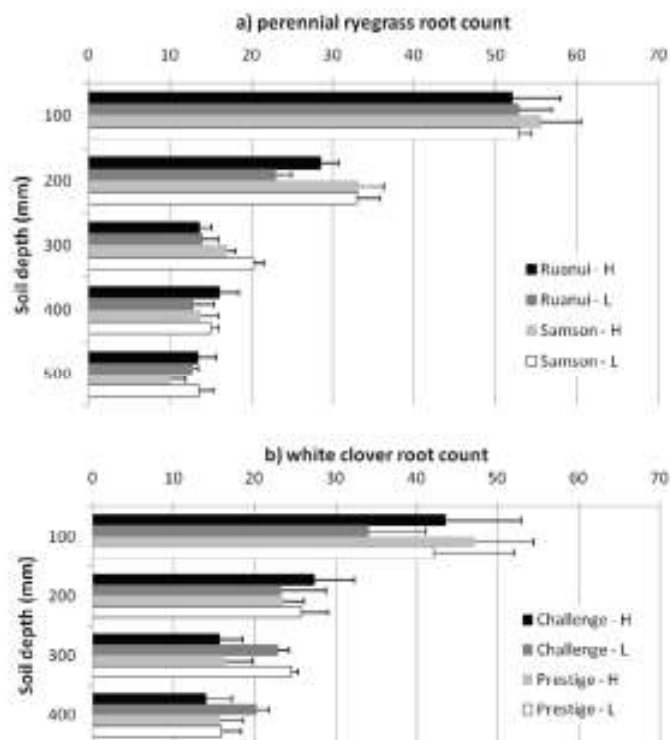 a) perennial ryegrass root count
0 10 20 30 40 50 60 70
Soil depth (mm)
100
200
300
400
500
Ruanui - H
Ruanui - L
Samson - H
Samson - L
b) white clover root count
0 10 20 30 40 50 60 70
Soil depth (mm)
100
200
300
400
Challenge - H
Challenge - L
Prestige - H
Prestige - L